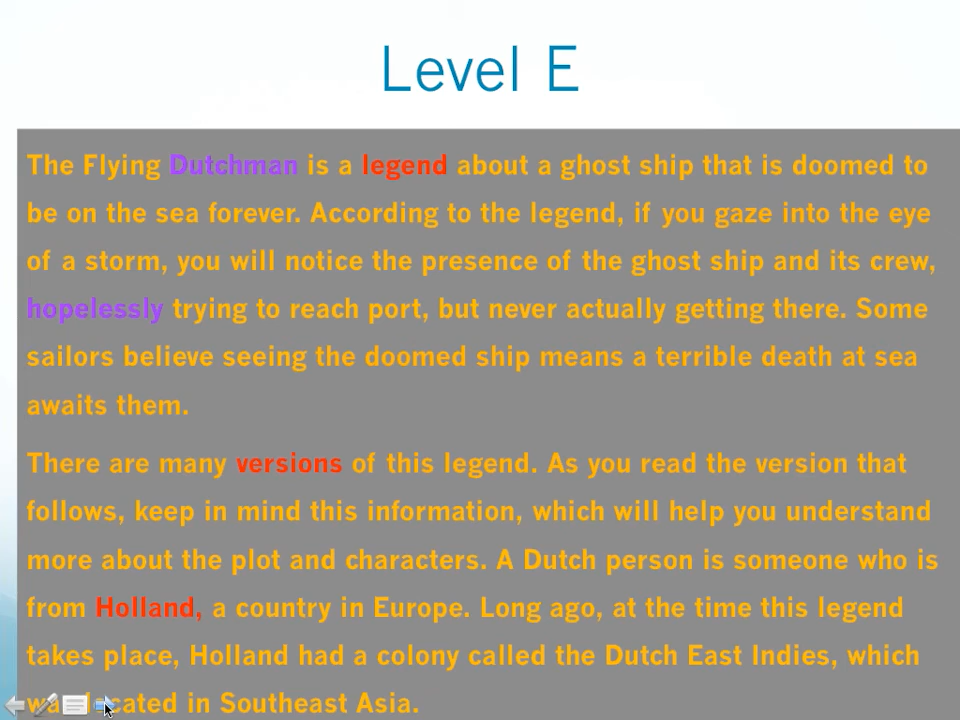 Level E
The Flying Dutchman is a legend about a ghost ship that is doomed to
be on the sea forever. According to the legend, if you gaze into the eye
of a storm, you will notice the presence of the ghost ship and its crew,
hopelessly trying to reach port, but never actually getting there. Some
sailors believe seeing the doomed ship means a terrible death at sea
awaits them.
There are many versions of this legend. As you read the version that
follows, keep in mind this information, which will help you understand
more about the plot and characters. A Dutch person is someone who is
from Holland, a country in Europe. Long ago, at the time this legend
takes place, Holland had a colony called the Dutch East Indies, which
was located in Southeast Asia.